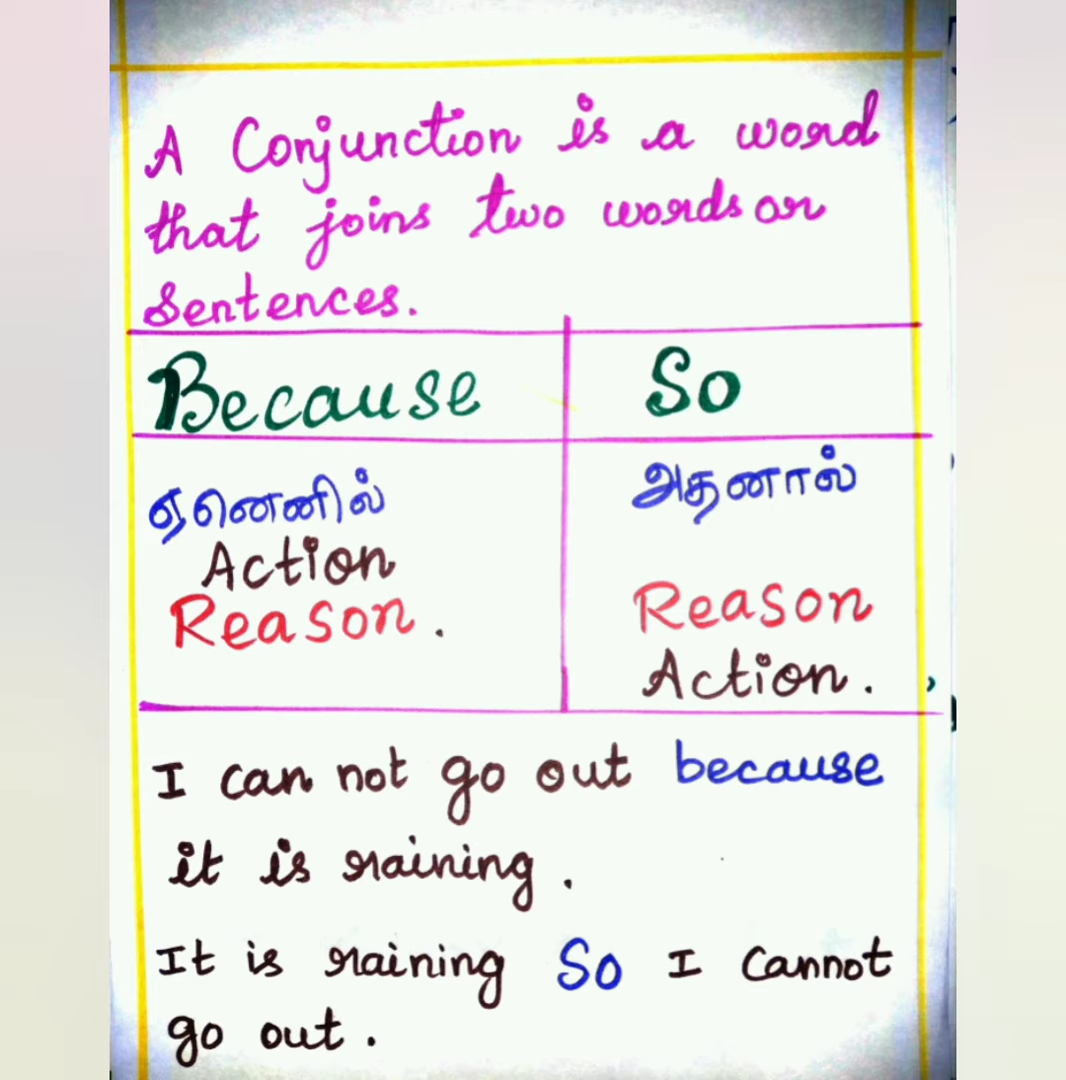 A Conjunction is a word
that joins two words or
Sentences.
Because
So
ஏனெனில்
Action
Reason.
அதனால்
Reason
Action.
I can not go out because
it is raining.
It is raining So I cannot
go out.